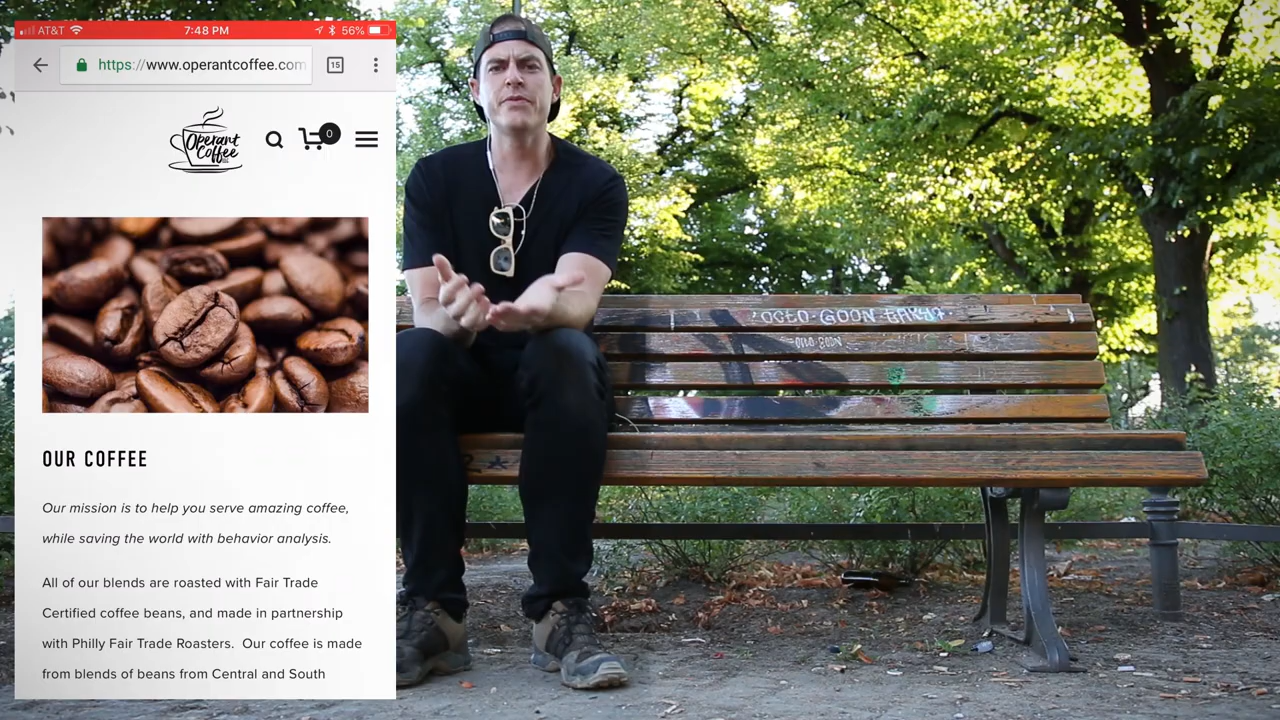 AT&T 7:48 PM 56%
https://www.operantcoffee.com 15
Operant
Coffee
0
OUR COFFEE
Our mission is to help you serve amazing coffee,
while saving the world with behavior analysis.
All of our blends are roasted with Fair Trade
Certified coffee beans, and made in partnership
with Philly Fair Trade Roasters. Our coffee is made
from blends of beans from Central and South